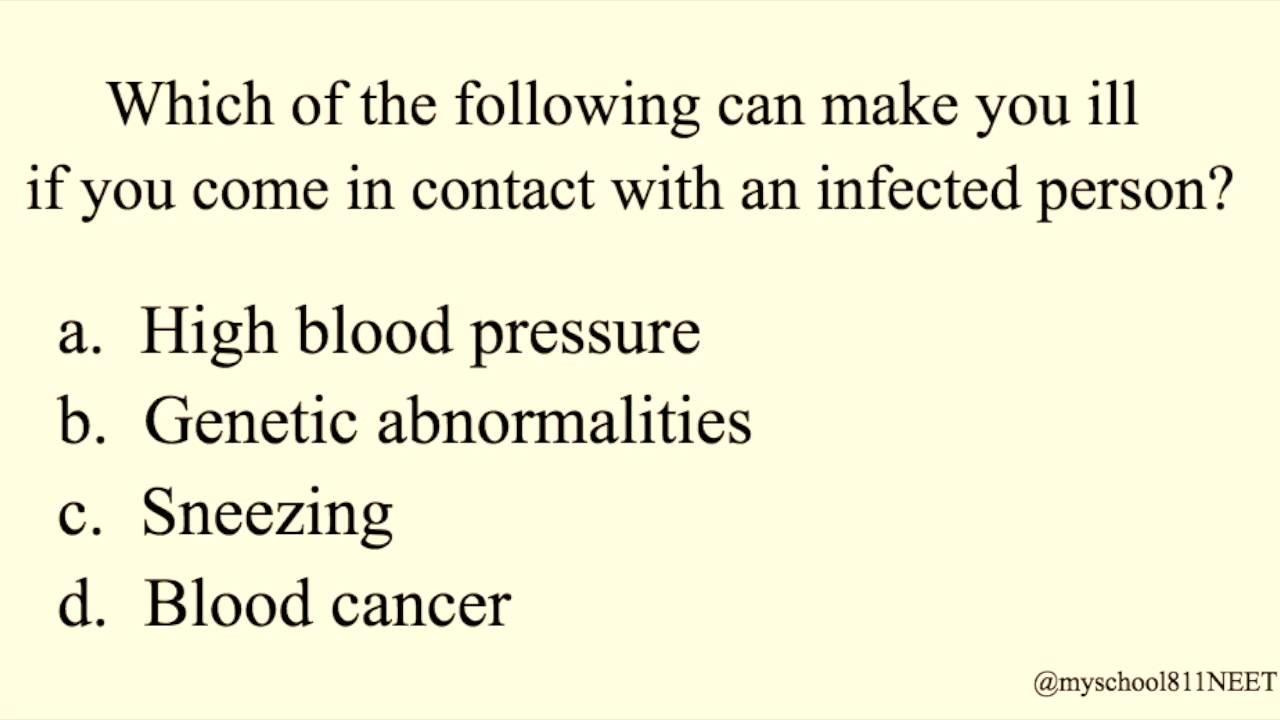 Which of the following can make you ill
if you come in contact with an infected person?
a. High blood pressure
b. Genetic abnormalities
c. Sneezing
d. Blood cancer
@myschool811NEET